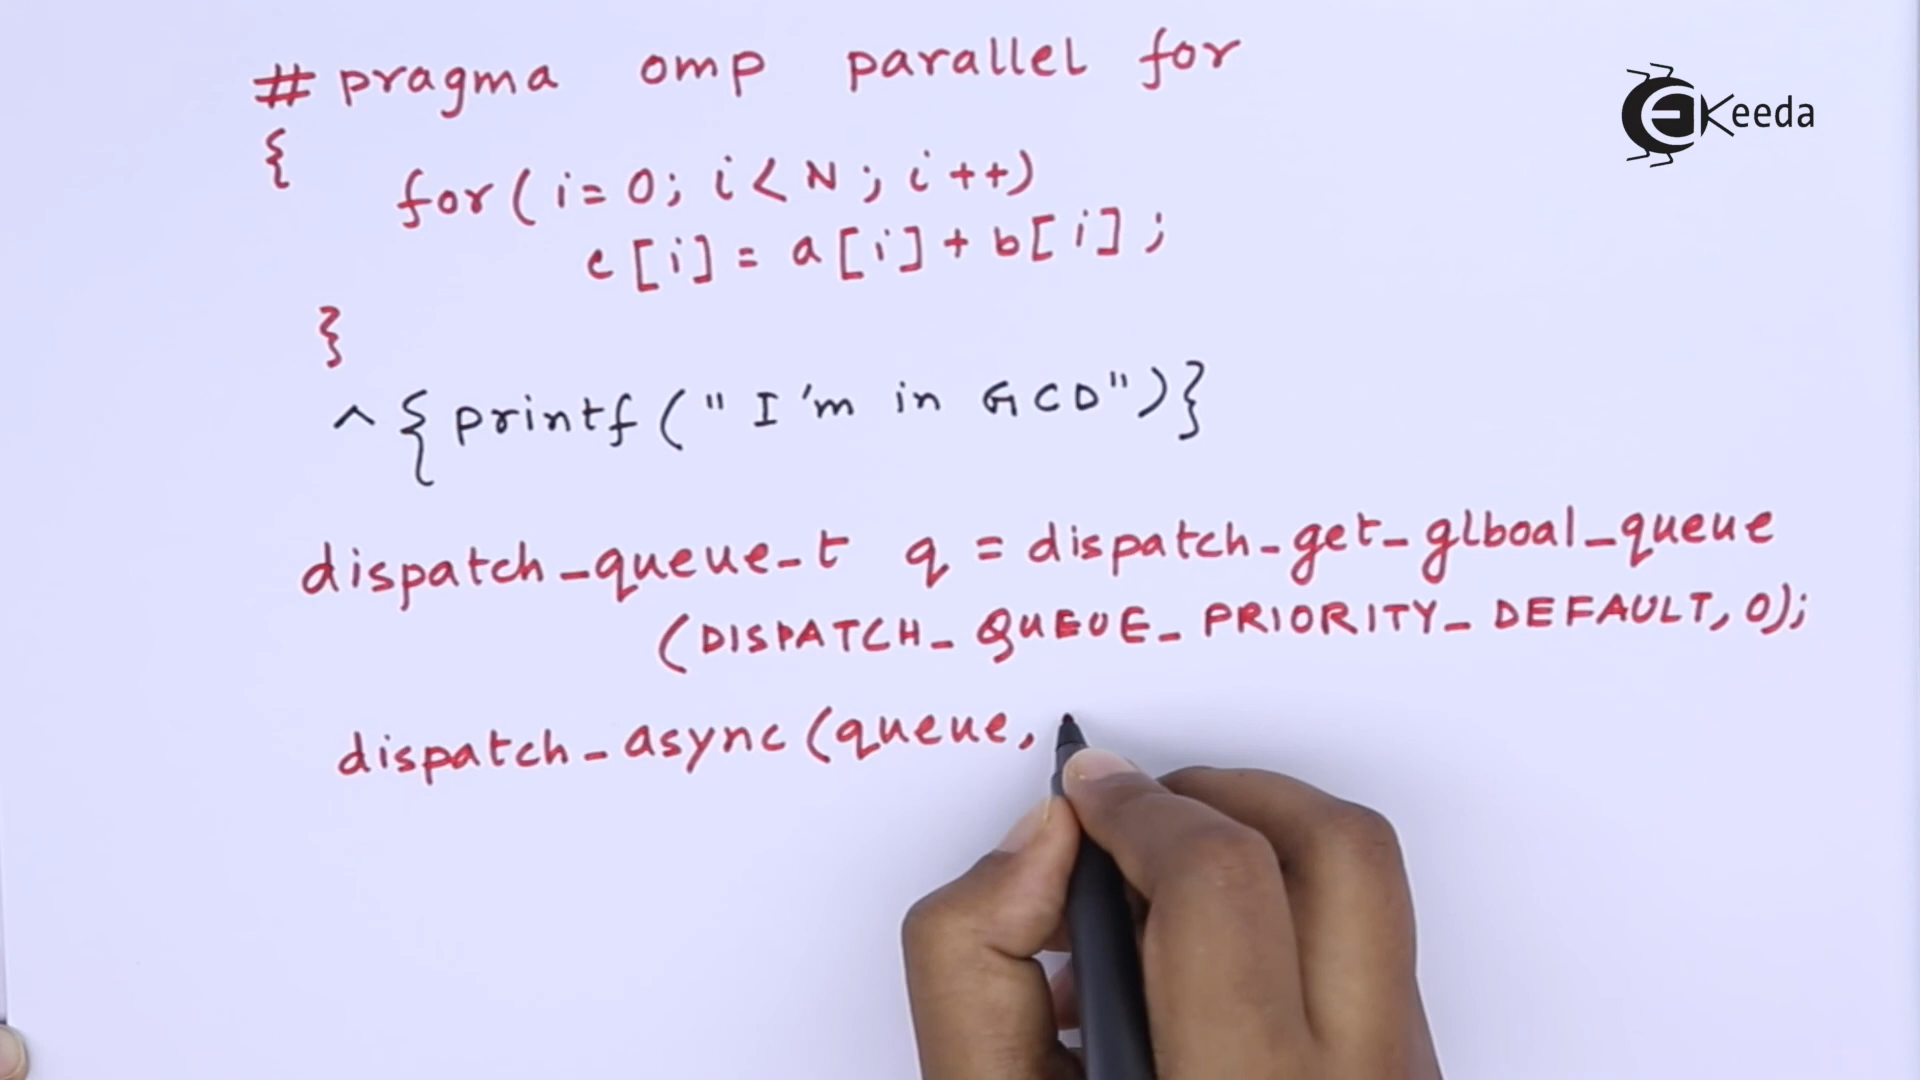 # pragma omp parallel for
Keeda
{
for(i=0; i<N; i++)
c[i]= a[i]+b[i];
}
^{printf("I'm in GCD")}
dispatch_queue_t q = dispatch_get_glboal_queue
(DISPATCH_QUEUE_PRIORITY_DEFAULT, 0);
dispatch_async(queue,